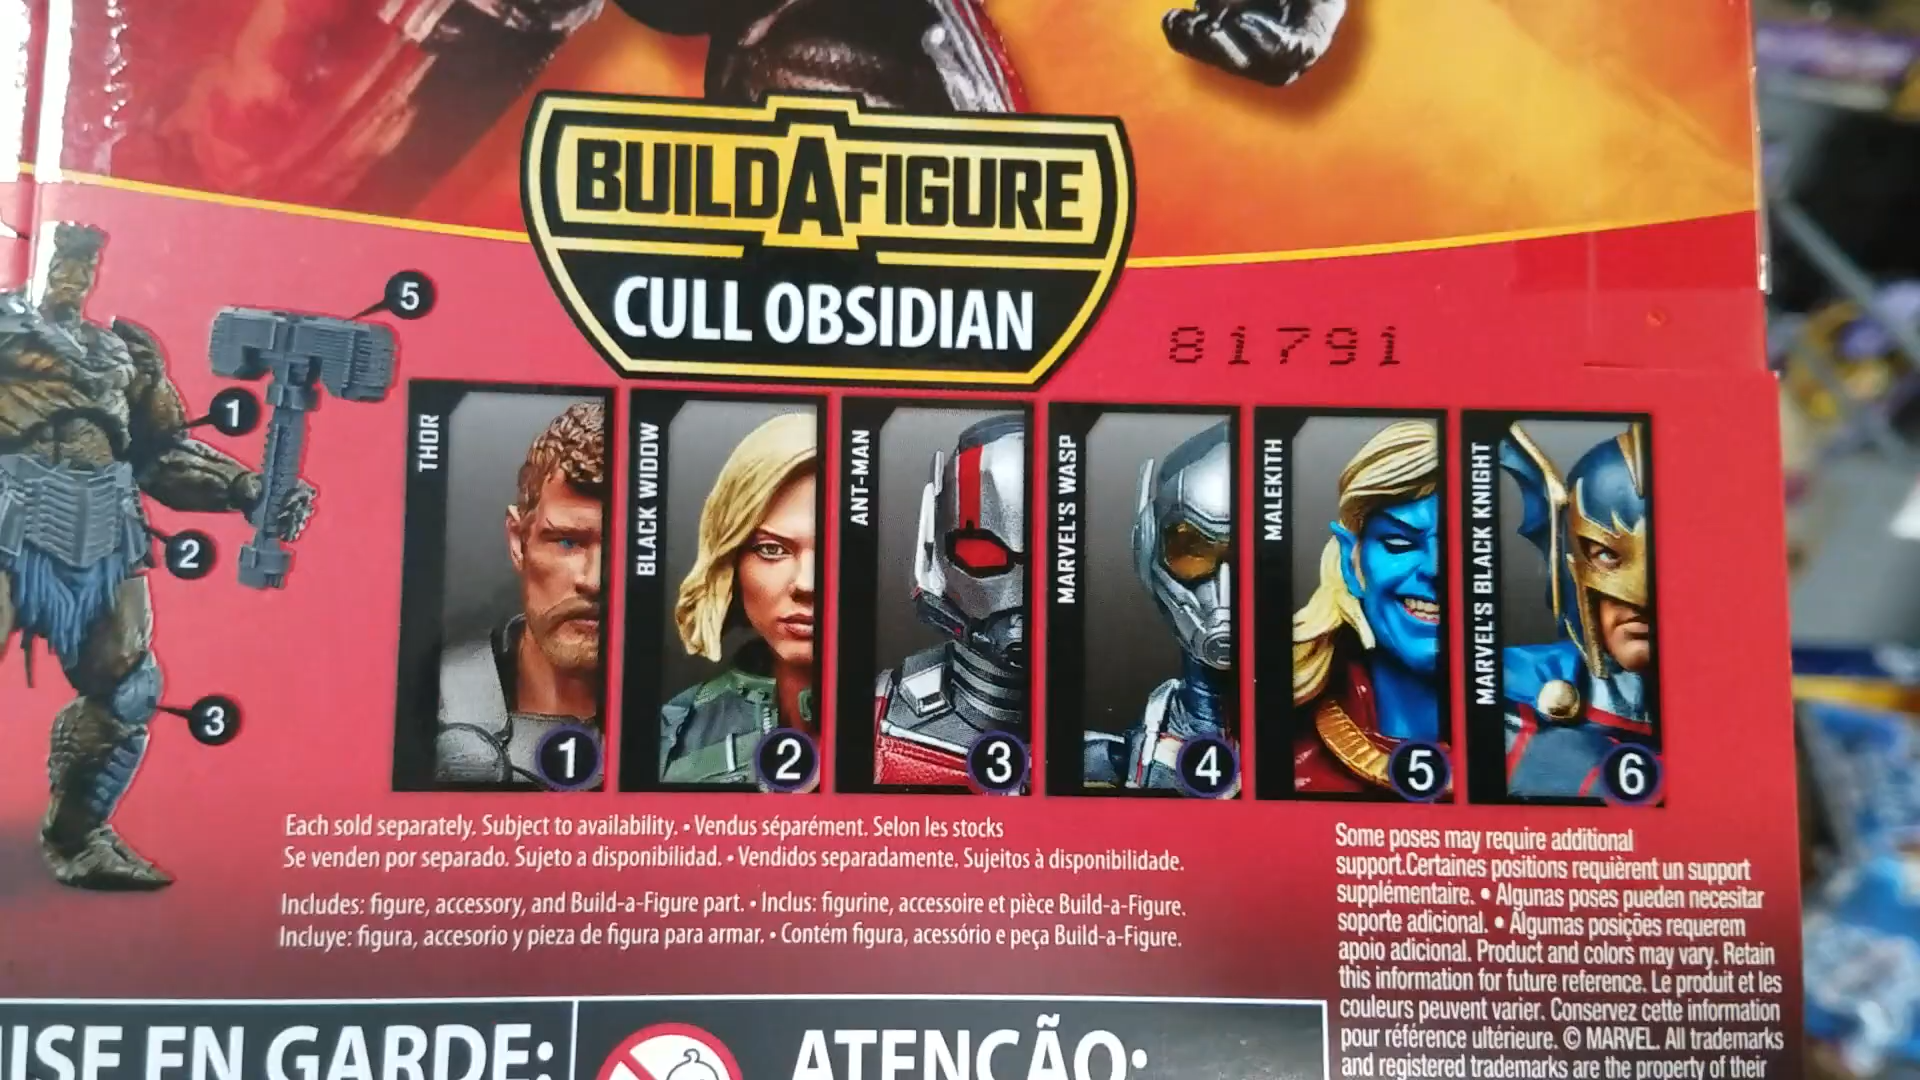 BUILDAFIGURE
CULL OBSIDIAN
81791
5
1
2
3
THOR
1
BLACK WIDOW
2
ANT-MAN
3
MARVEL'S WASP
4
MALEKITH
5
MARVEL'S BLACK KNIGHT
6
Each sold separately. Subject to availability. • Vendus séparément. Selon les stocks
Se venden por separado. Sujeto a disponibilidad. • Vendidos separadamente. Sujeitos à disponibilidade.
Includes: figure, accessory, and Build-a-Figure part. • Inclus: figurine, accessoire et pièce Build-a-Figure.
Incluye: figura, accesorio y pieza de figura para armar. • Contém figura, acessório e peça Build-a-Figure.
Some poses may require additional
support.Certaines positions requièrent un support
supplémentaire. • Algunas poses pueden necesitar
soporte adicional. • Algumas posições requerem
apoio adicional. Product and colors may vary. Retain
this information for future reference. Le produit et les
couleurs peuvent varier. Conservez cette information
pour référence ultérieure. © MARVEL. All trademarks
and registered trademarks are the property of their
ISE EN GARDE:
ATENÇÃO: